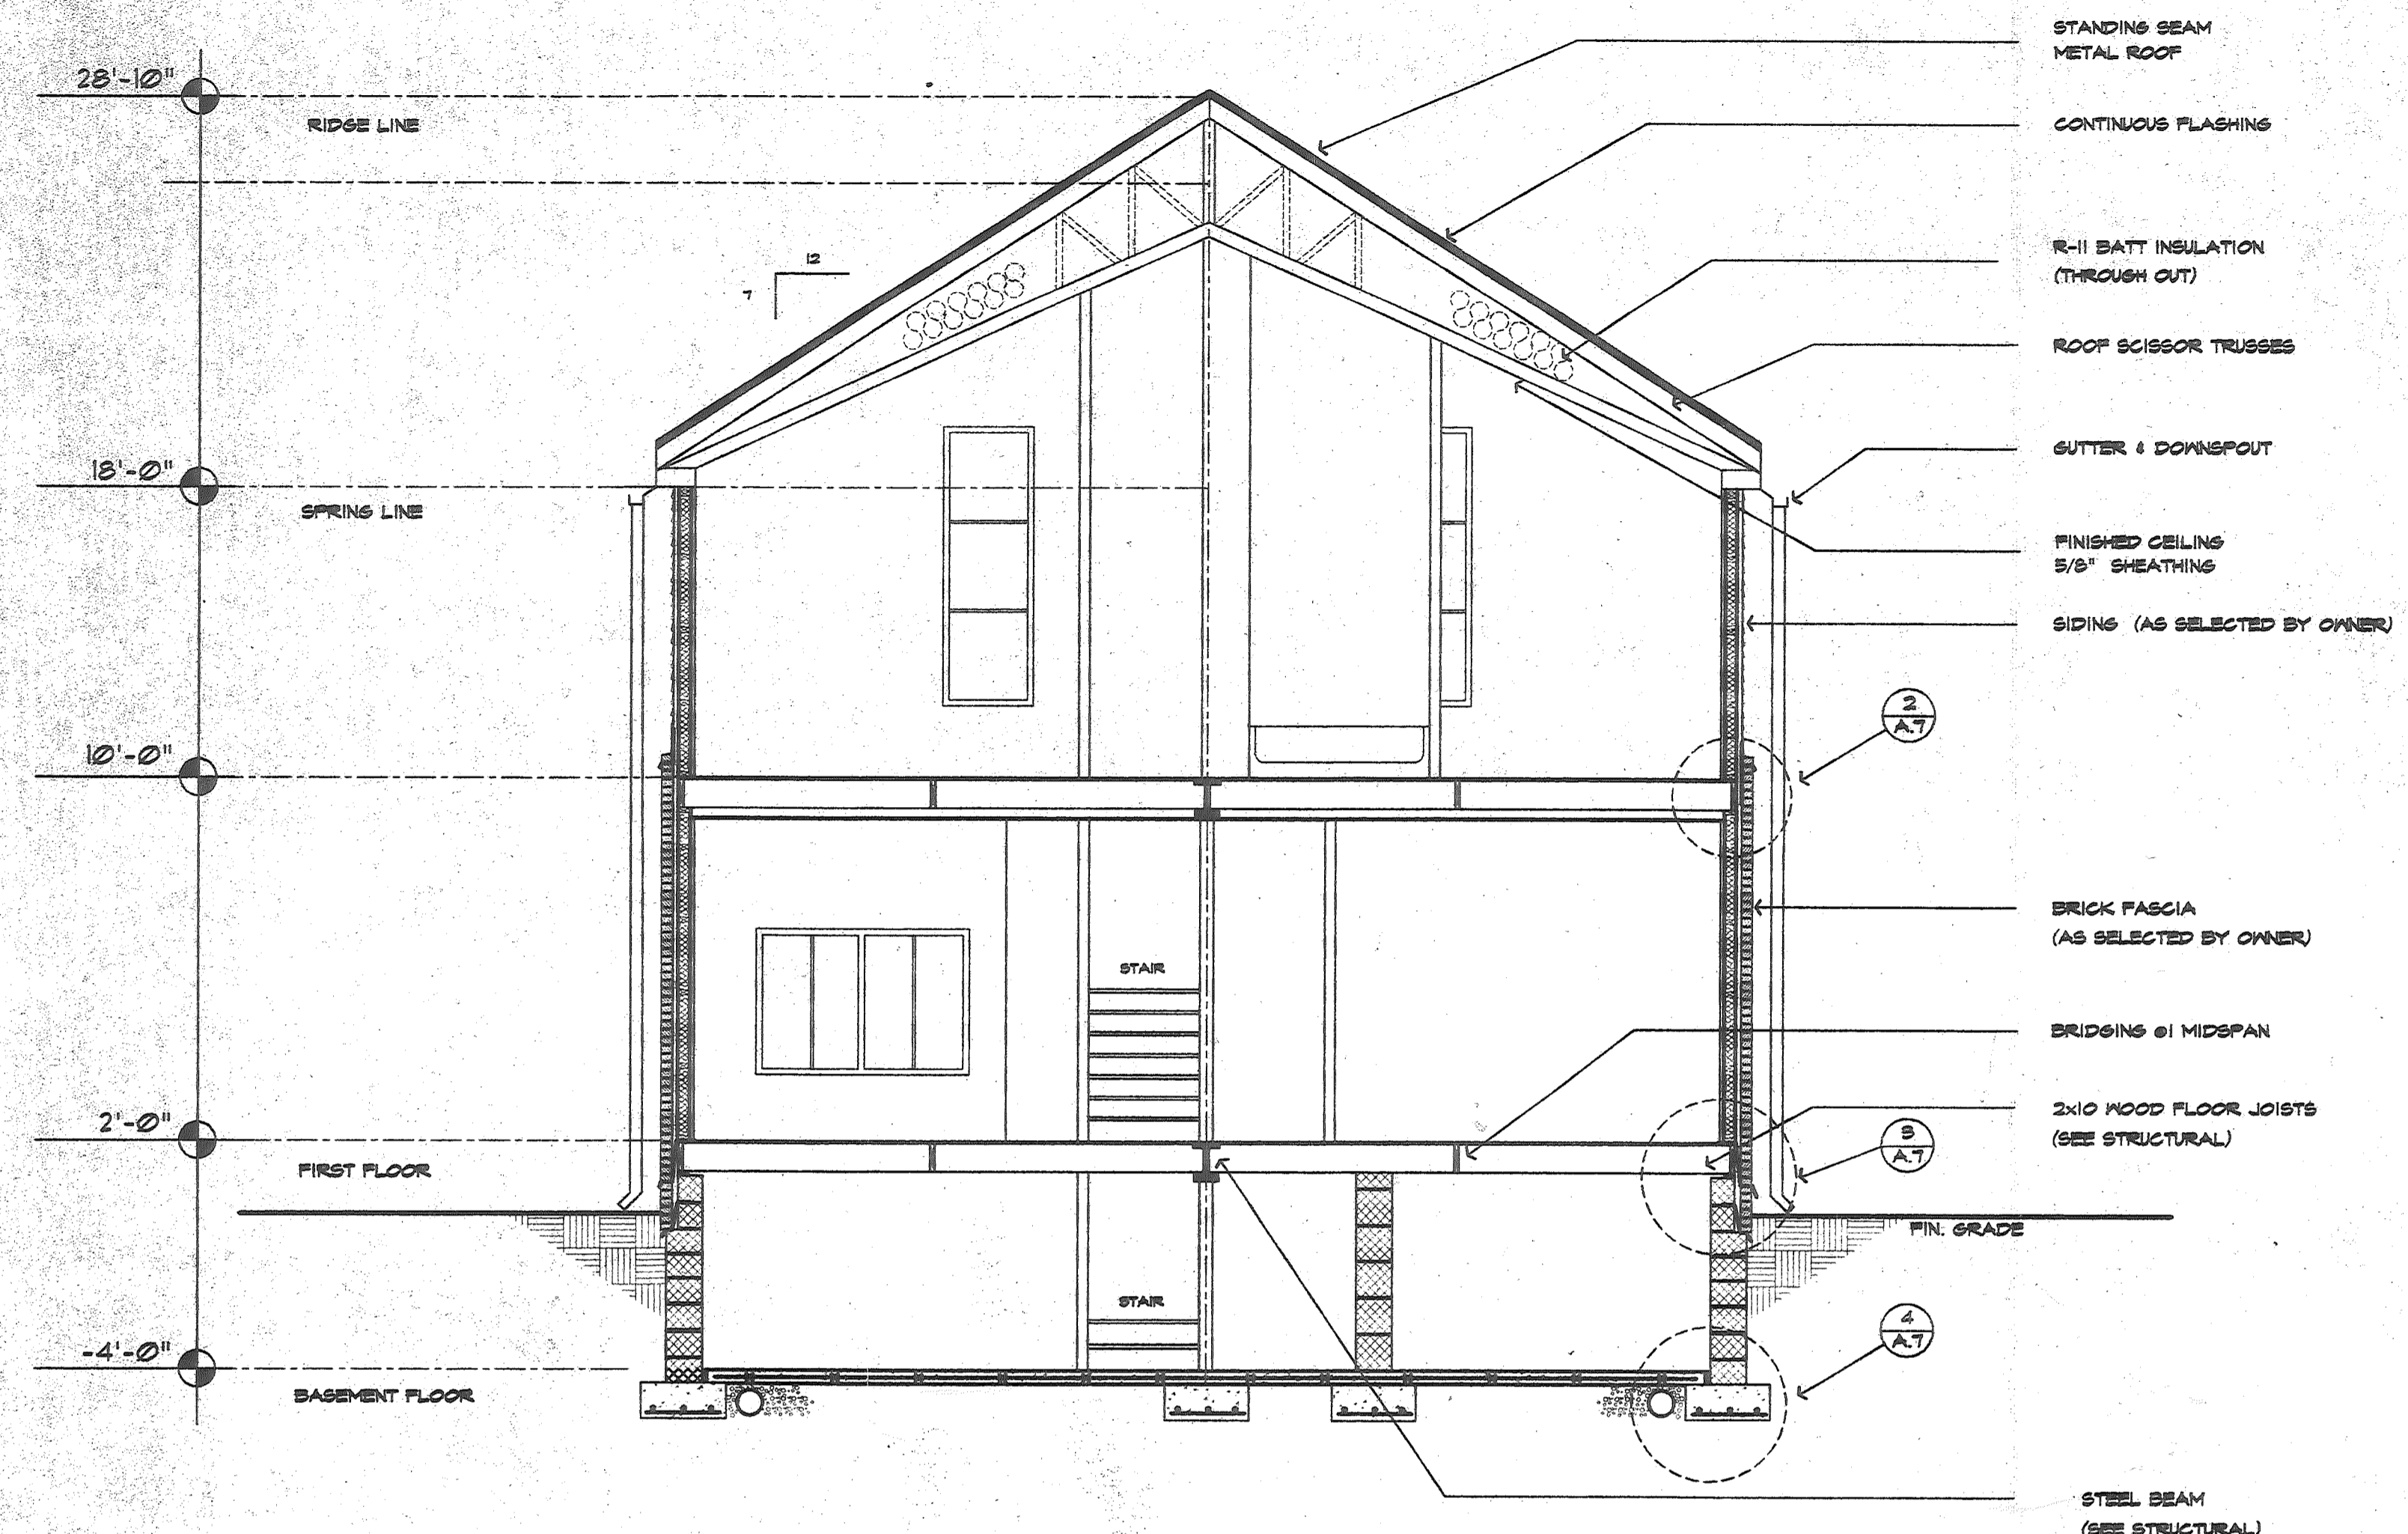 28'-10"
RIDGE LINE
12
7
18'-0"
SPRING LINE
10'-0"
2'-0"
FIRST FLOOR
-4'-0"
BASEMENT FLOOR
STAIR
STAIR
STANDING SEAM
METAL ROOF
CONTINUOUS FLASHING
R-11 BATT INSULATION
(THROUGH OUT)
ROOF SCISSOR TRUSSES
GUTTER & DOWNSPOUT
FINISHED CEILING
5/8" SHEATHING
SIDING (AS SELECTED BY OWNER)
2
A.7
BRICK FASCIA
(AS SELECTED BY OWNER)
BRIDGING @1 MIDSPAN
2x10 WOOD FLOOR JOISTS
(SEE STRUCTURAL)
3
A.7
FIN. GRADE
4
A.7
STEEL BEAM
(SEE STRUCTURAL)